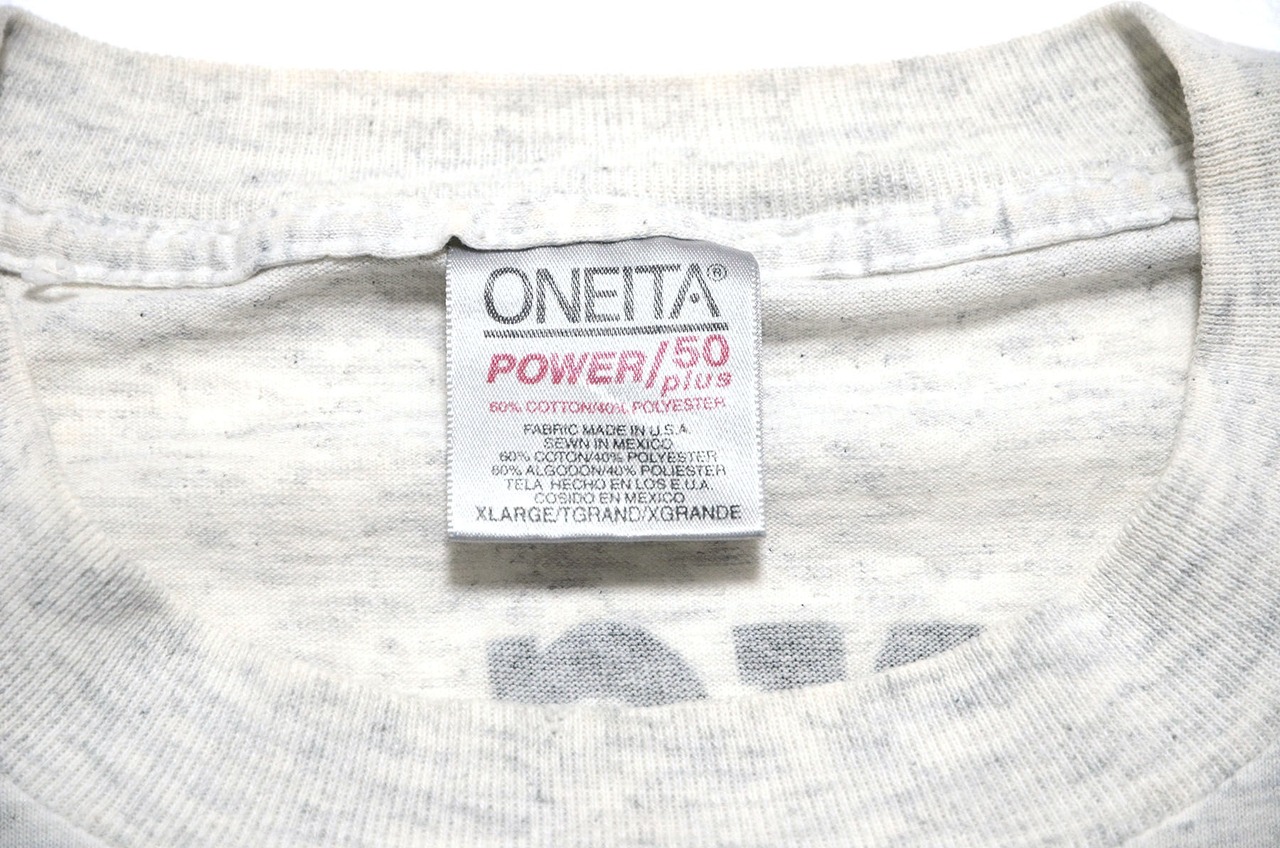 ONEITA®
POWER/50 plus
60% COTTON/40% POLYESTER
FABRIC MADE IN U.S.A.
SEWN IN MEXICO
60% COTON/40% POLYESTER
60% ALGODON/40% POLIESTER
TELA HECHO EN LOS E.U.A.
COSIDO EN MEXICO
XLARGE/TGRAND/XGRANDE